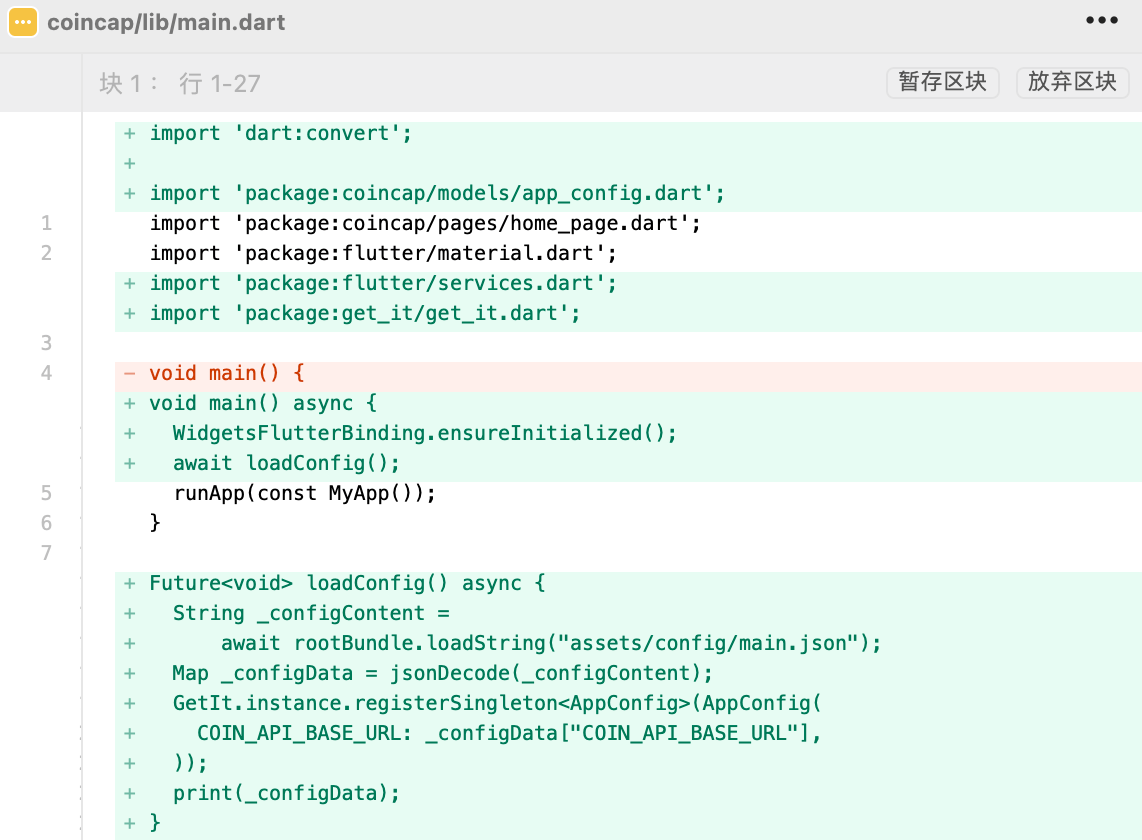 coincap/lib/main.dart
块 1： 行 1-27
暂存区块
放弃区块
+ import 'dart:convert';
+
+ import 'package:coincap/models/app_config.dart';
1 import 'package:coincap/pages/home_page.dart';
2 import 'package:flutter/material.dart';
+ import 'package:flutter/services.dart';
+ import 'package:get_it/get_it.dart';
3
4 - void main() {
+ void main() async {
+   WidgetsFlutterBinding.ensureInitialized();
+   await loadConfig();
5   runApp(const MyApp());
6 }
7
+ Future<void> loadConfig() async {
+   String _configContent =
+       await rootBundle.loadString("assets/config/main.json");
+   Map _configData = jsonDecode(_configContent);
+   GetIt.instance.registerSingleton<AppConfig>(AppConfig(
+     COIN_API_BASE_URL: _configData["COIN_API_BASE_URL"],
+   ));
+   print(_configData);
+ }